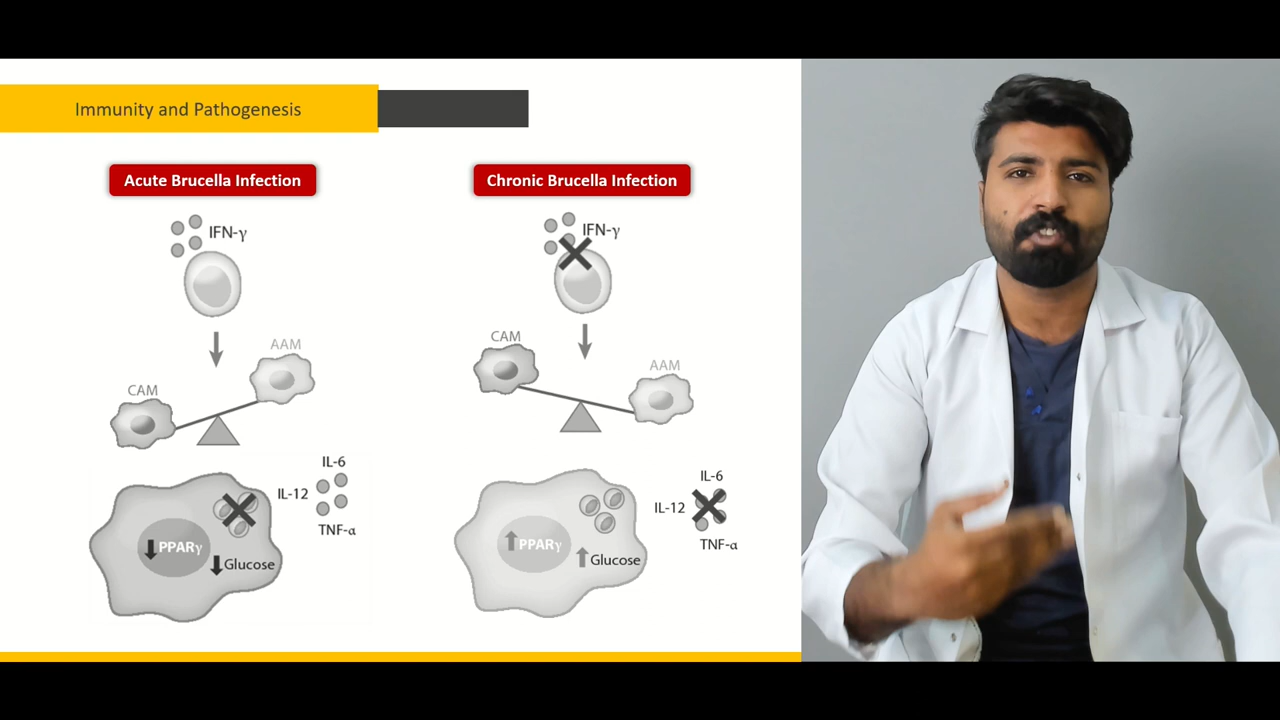 Immunity and Pathogenesis
Acute Brucella Infection
IFN-γ
AAM
CAM
IL-6
IL-12
TNF-α
PPARγ
Glucose
Chronic Brucella Infection
IFN-γ
CAM
AAM
IL-6
IL-12
TNF-α
PPARγ
Glucose